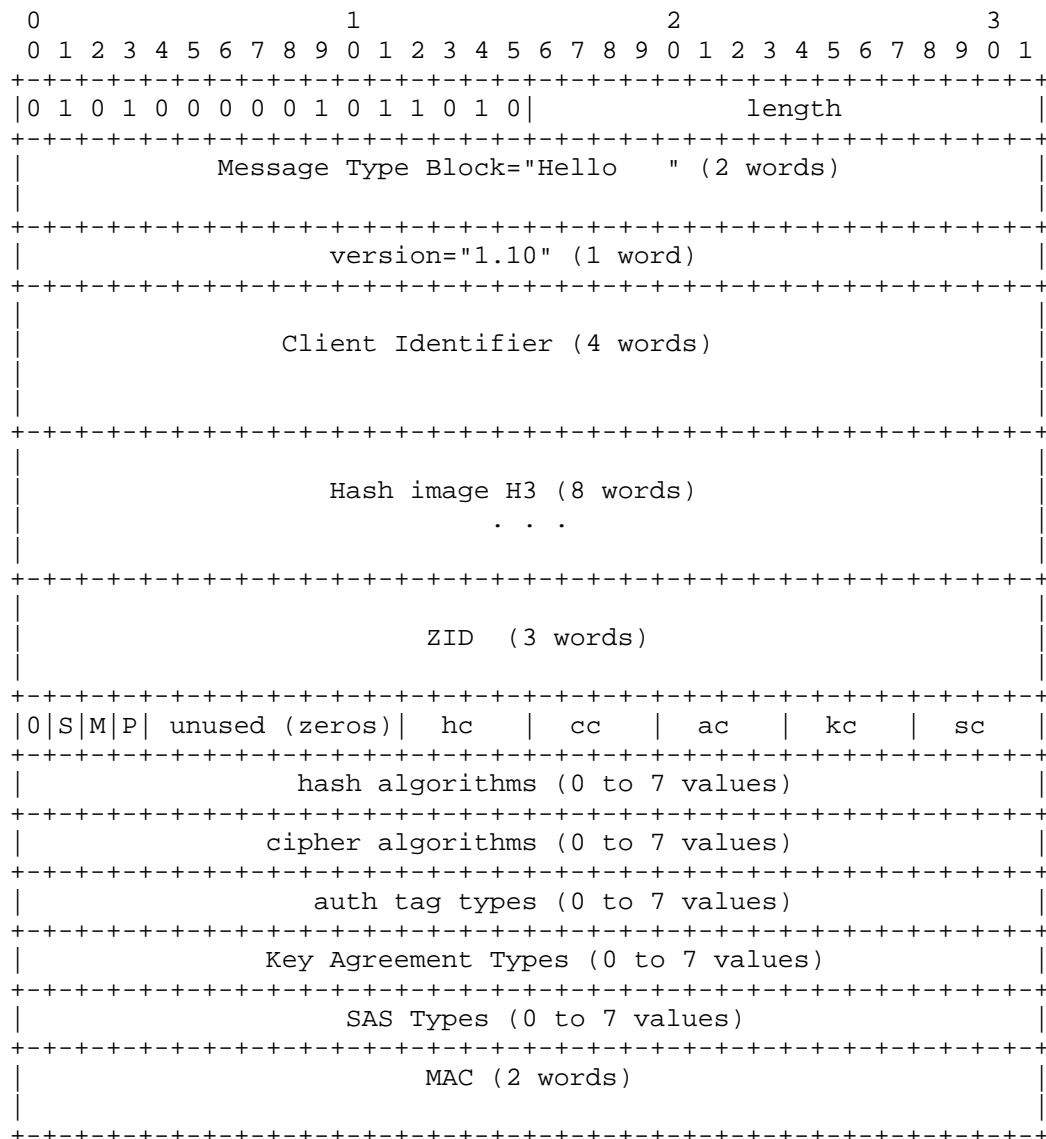 0                   1                   2                   3
 0 1 2 3 4 5 6 7 8 9 0 1 2 3 4 5 6 7 8 9 0 1 2 3 4 5 6 7 8 9 0 1
+-+-+-+-+-+-+-+-+-+-+-+-+-+-+-+-+-+-+-+-+-+-+-+-+-+-+-+-+-+-+-+-+
|0 1 0 1 0 0 0 0 0 1 0 1 1 0 1 0|             length            |
+-+-+-+-+-+-+-+-+-+-+-+-+-+-+-+-+-+-+-+-+-+-+-+-+-+-+-+-+-+-+-+-+
|            Message Type Block="Hello   " (2 words)            |
|                                                               |
+-+-+-+-+-+-+-+-+-+-+-+-+-+-+-+-+-+-+-+-+-+-+-+-+-+-+-+-+-+-+-+-+
|                   version="1.10" (1 word)                     |
+-+-+-+-+-+-+-+-+-+-+-+-+-+-+-+-+-+-+-+-+-+-+-+-+-+-+-+-+-+-+-+-+
|                                                               |
|                Client Identifier (4 words)                    |
|                                                               |
|                                                               |
+-+-+-+-+-+-+-+-+-+-+-+-+-+-+-+-+-+-+-+-+-+-+-+-+-+-+-+-+-+-+-+-+
|                                                               |
|                   Hash image H3 (8 words)                     |
|                             . . .                             |
|                                                               |
+-+-+-+-+-+-+-+-+-+-+-+-+-+-+-+-+-+-+-+-+-+-+-+-+-+-+-+-+-+-+-+-+
|                                                               |
|                         ZID  (3 words)                        |
|                                                               |
+-+-+-+-+-+-+-+-+-+-+-+-+-+-+-+-+-+-+-+-+-+-+-+-+-+-+-+-+-+-+-+-+
|0|S|M|P| unused (zeros)|  hc   |  cc   |  ac   |  kc   |  sc   |
+-+-+-+-+-+-+-+-+-+-+-+-+-+-+-+-+-+-+-+-+-+-+-+-+-+-+-+-+-+-+-+-+
|                 hash algorithms (0 to 7 values)               |
+-+-+-+-+-+-+-+-+-+-+-+-+-+-+-+-+-+-+-+-+-+-+-+-+-+-+-+-+-+-+-+-+
|               cipher algorithms (0 to 7 values)               |
+-+-+-+-+-+-+-+-+-+-+-+-+-+-+-+-+-+-+-+-+-+-+-+-+-+-+-+-+-+-+-+-+
|                  auth tag types (0 to 7 values)               |
+-+-+-+-+-+-+-+-+-+-+-+-+-+-+-+-+-+-+-+-+-+-+-+-+-+-+-+-+-+-+-+-+
|               Key Agreement Types (0 to 7 values)             |
+-+-+-+-+-+-+-+-+-+-+-+-+-+-+-+-+-+-+-+-+-+-+-+-+-+-+-+-+-+-+-+-+
|                    SAS Types (0 to 7 values)                  |
+-+-+-+-+-+-+-+-+-+-+-+-+-+-+-+-+-+-+-+-+-+-+-+-+-+-+-+-+-+-+-+-+
|                         MAC (2 words)                         |
|                                                               |
+-+-+-+-+-+-+-+-+-+-+-+-+-+-+-+-+-+-+-+-+-+-+-+-+-+-+-+-+-+-+-+-+